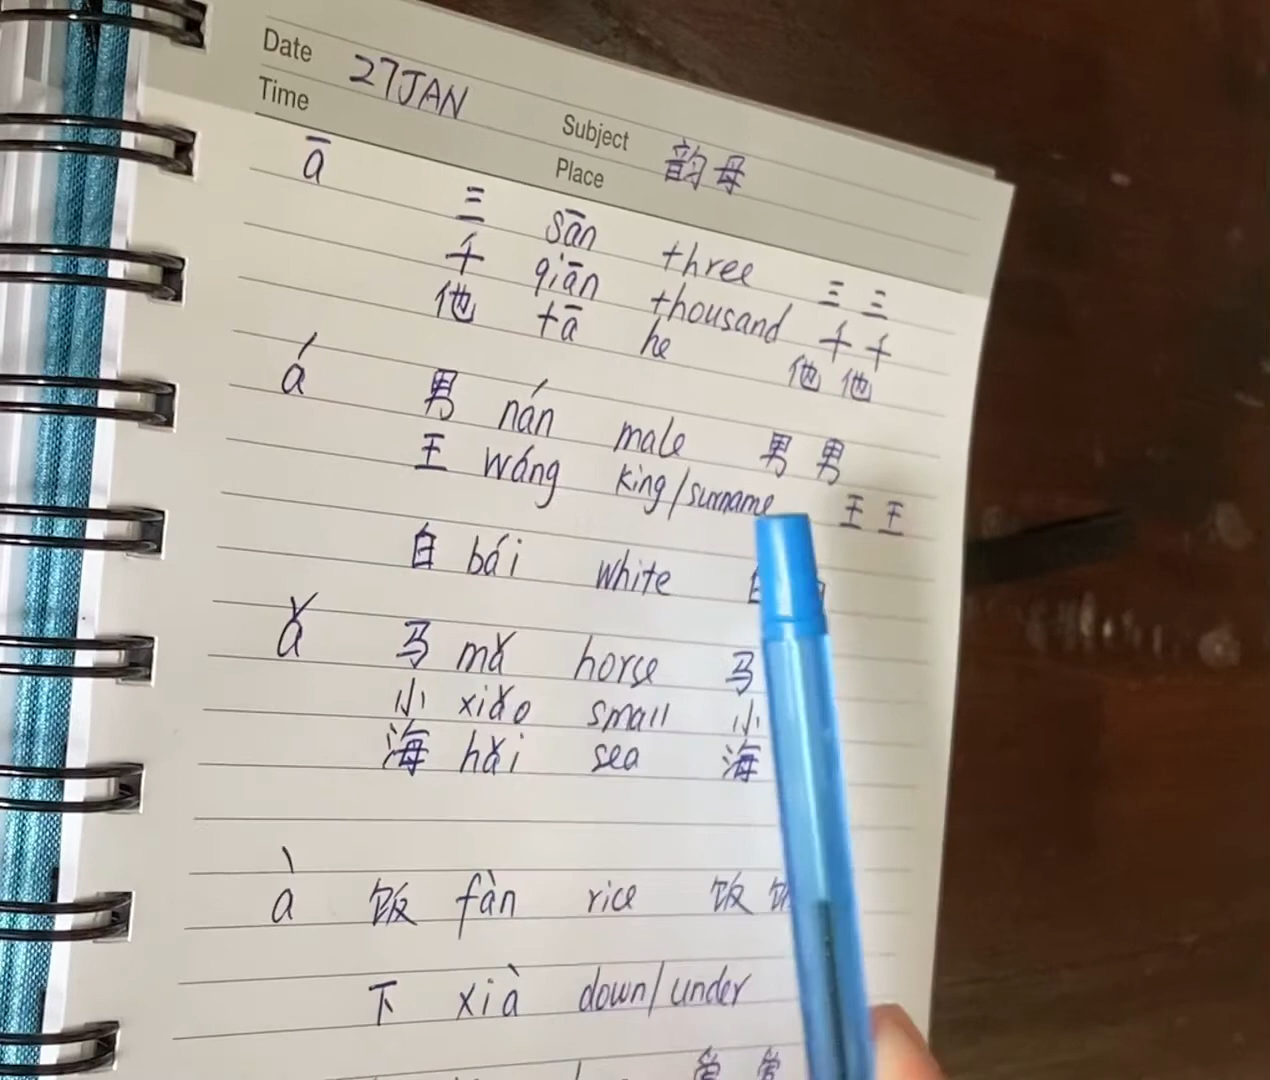 Date 27JAN Subject 韵母
Time Place
ā
三 sān three 三 三
千 qiān thousand 千 千
他 tā he 他 他
á
男 nán male 男 男
王 wáng king/surname 王 王
白 bái white
ǎ
马 mǎ horse 马
小 xiǎo small 小
海 hǎi sea 海
à 饭 fàn rice 饭
下 xià down/under